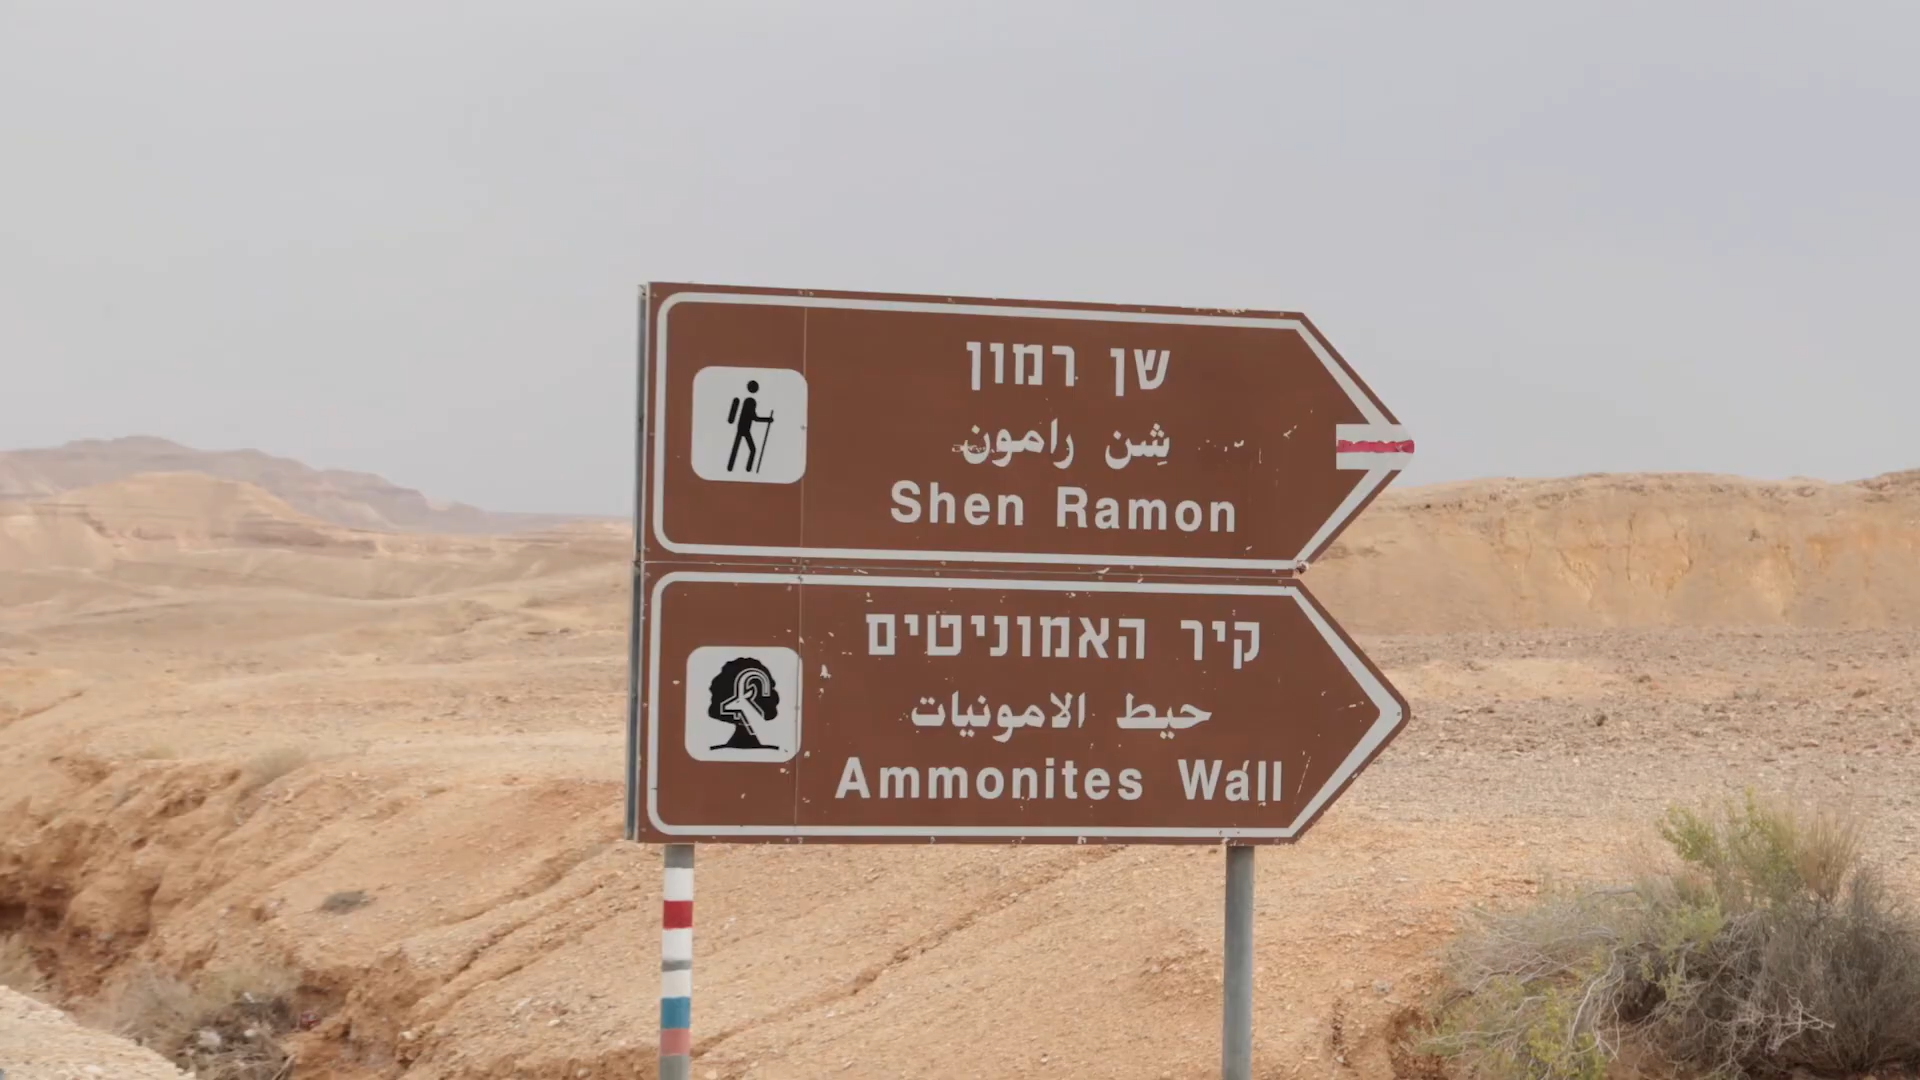 שן רמון
شِن رامون
Shen Ramon
קיר האמוניטים
حيط الامونيات
Ammonites Wall